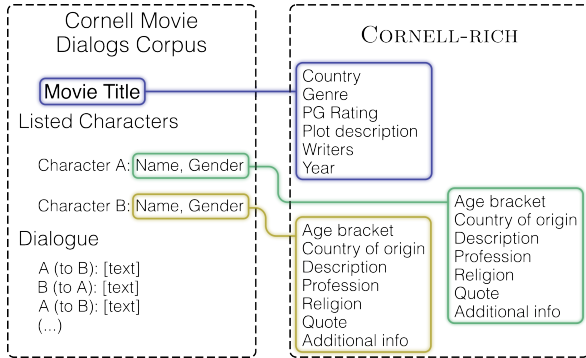 Cornell Movie
Dialogs Corpus
Movie Title
Listed Characters
Character A: Name, Gender
Character B: Name, Gender
Dialogue
A (to B): [text]
B (to A): [text]
A (to B): [text]
(...)
CORNELL-RICH
Country
Genre
PG Rating
Plot description
Writers
Year
Age bracket
Country of origin
Description
Profession
Religion
Quote
Additional info
Age bracket
Country of origin
Description
Profession
Religion
Quote
Additional info